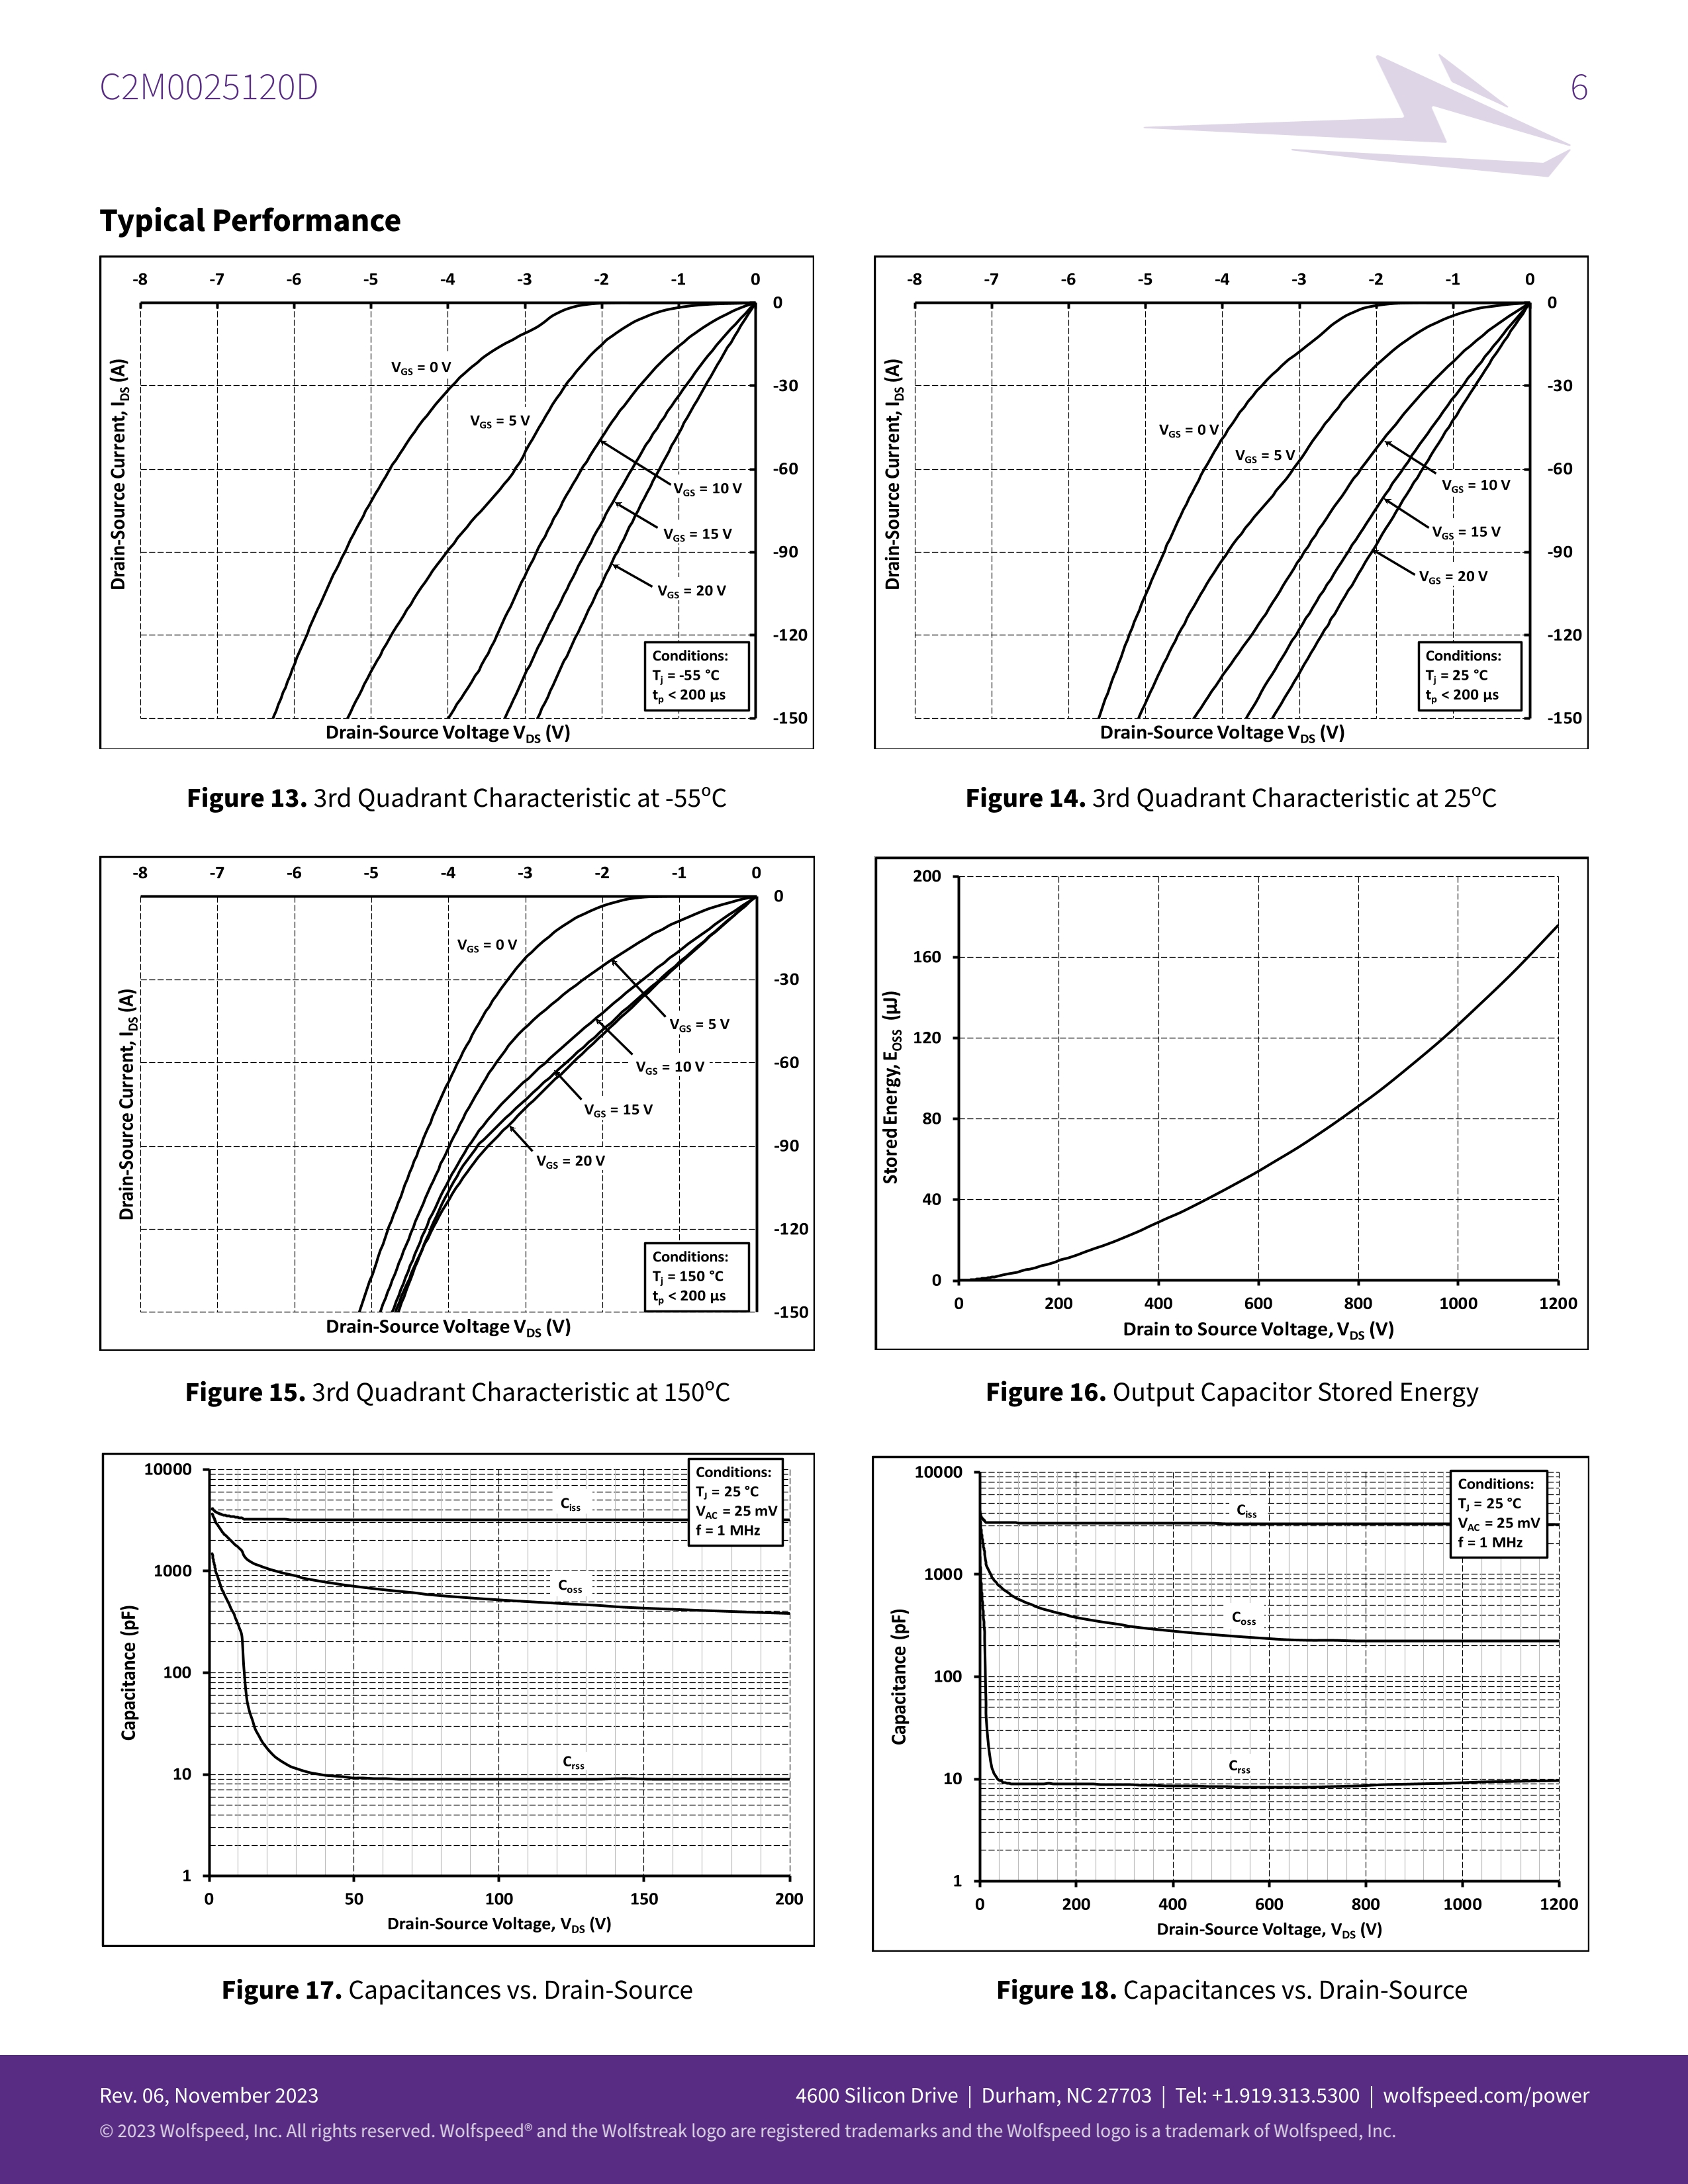 C2M0025120D
6
Typical Performance
-8 -7 -6 -5 -4 -3 -2 -1 0
0
-30
-60
-90
-120
-150
Drain-Source Current, IDS (A)
VGS = 0 V
VGS = 5 V
VGS = 10 V
VGS = 15 V
VGS = 20 V
Conditions:
Tj = -55 °C
tp < 200 µs
Drain-Source Voltage VDS (V)
Figure 13. 3rd Quadrant Characteristic at -55ºC
-8 -7 -6 -5 -4 -3 -2 -1 0
0
-30
-60
-90
-120
-150
Drain-Source Current, IDS (A)
VGS = 0 V
VGS = 5 V
VGS = 10 V
VGS = 15 V
VGS = 20 V
Conditions:
Tj = 25 °C
tp < 200 µs
Drain-Source Voltage VDS (V)
Figure 14. 3rd Quadrant Characteristic at 25ºC
-8 -7 -6 -5 -4 -3 -2 -1 0
0
-30
-60
-90
-120
-150
Drain-Source Current, IDS (A)
VGS = 0 V
VGS = 5 V
VGS = 10 V
VGS = 15 V
VGS = 20 V
Conditions:
Tj = 150 °C
tp < 200 µs
Drain-Source Voltage VDS (V)
Figure 15. 3rd Quadrant Characteristic at 150ºC
200
160
120
80
40
0
Stored Energy, EOSS (µJ)
0 200 400 600 800 1000 1200
Drain to Source Voltage, VDS (V)
Figure 16. Output Capacitor Stored Energy
10000
1000
100
10
1
Capacitance (pF)
Ciss
Coss
Crss
Conditions:
TJ = 25 °C
VAC = 25 mV
f = 1 MHz
0 50 100 150 200
Drain-Source Voltage, VDS (V)
Figure 17. Capacitances vs. Drain-Source
10000
1000
100
10
1
Capacitance (pF)
Ciss
Coss
Crss
Conditions:
TJ = 25 °C
VAC = 25 mV
f = 1 MHz
0 200 400 600 800 1000 1200
Drain-Source Voltage, VDS (V)
Figure 18. Capacitances vs. Drain-Source
Rev. 06, November 2023
4600 Silicon Drive | Durham, NC 27703 | Tel: +1.919.313.5300 | wolfspeed.com/power
© 2023 Wolfspeed, Inc. All rights reserved. Wolfspeed® and the Wolfstreak logo are registered trademarks and the Wolfspeed logo is a trademark of Wolfspeed, Inc.